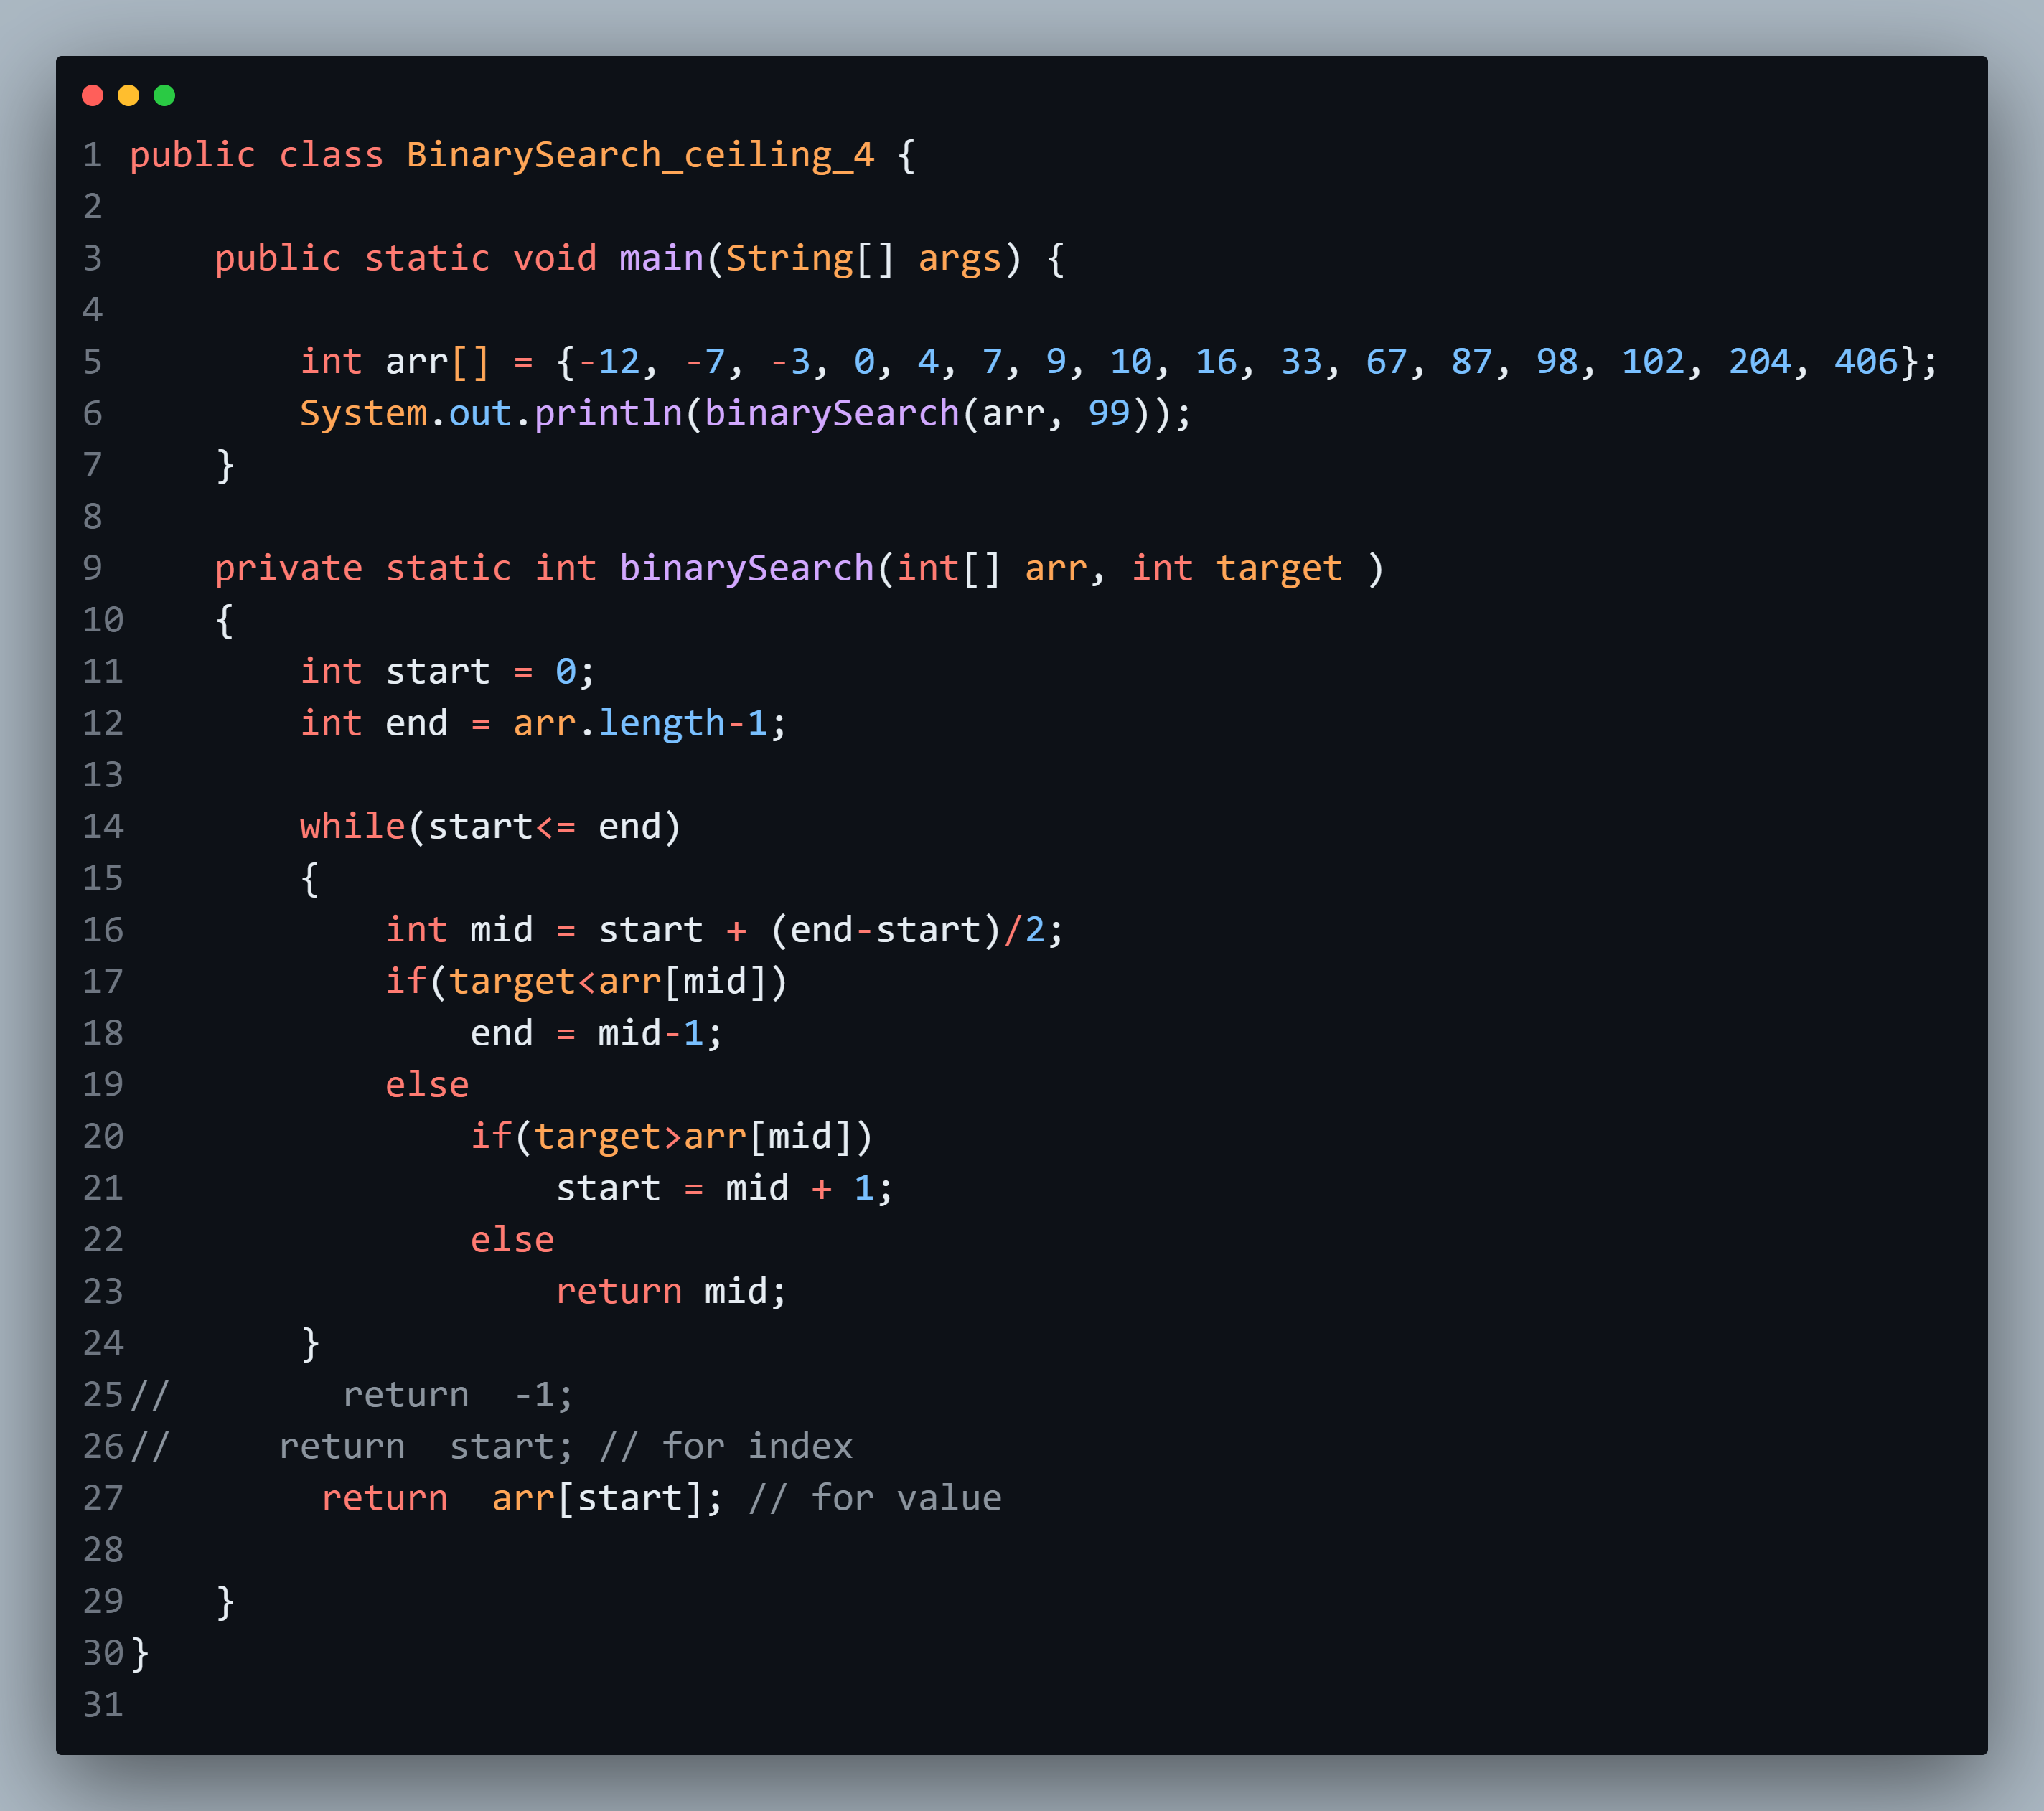 1 public class BinarySearch_ceiling_4 {
2
3     public static void main(String[] args) {
4
5         int arr[] = {-12, -7, -3, 0, 4, 7, 9, 10, 16, 33, 67, 87, 98, 102, 204, 406};
6         System.out.println(binarySearch(arr, 99));
7     }
8
9     private static int binarySearch(int[] arr, int target )
10    {
11        int start = 0;
12        int end = arr.length-1;
13
14        while(start<= end)
15        {
16            int mid = start + (end-start)/2;
17            if(target<arr[mid])
18                end = mid-1;
19            else
20                if(target>arr[mid])
21                    start = mid + 1;
22                else
23                    return mid;
24        }
25//        return  -1;
26//     return  start; // for index
27         return  arr[start]; // for value
28
29    }
30}
31